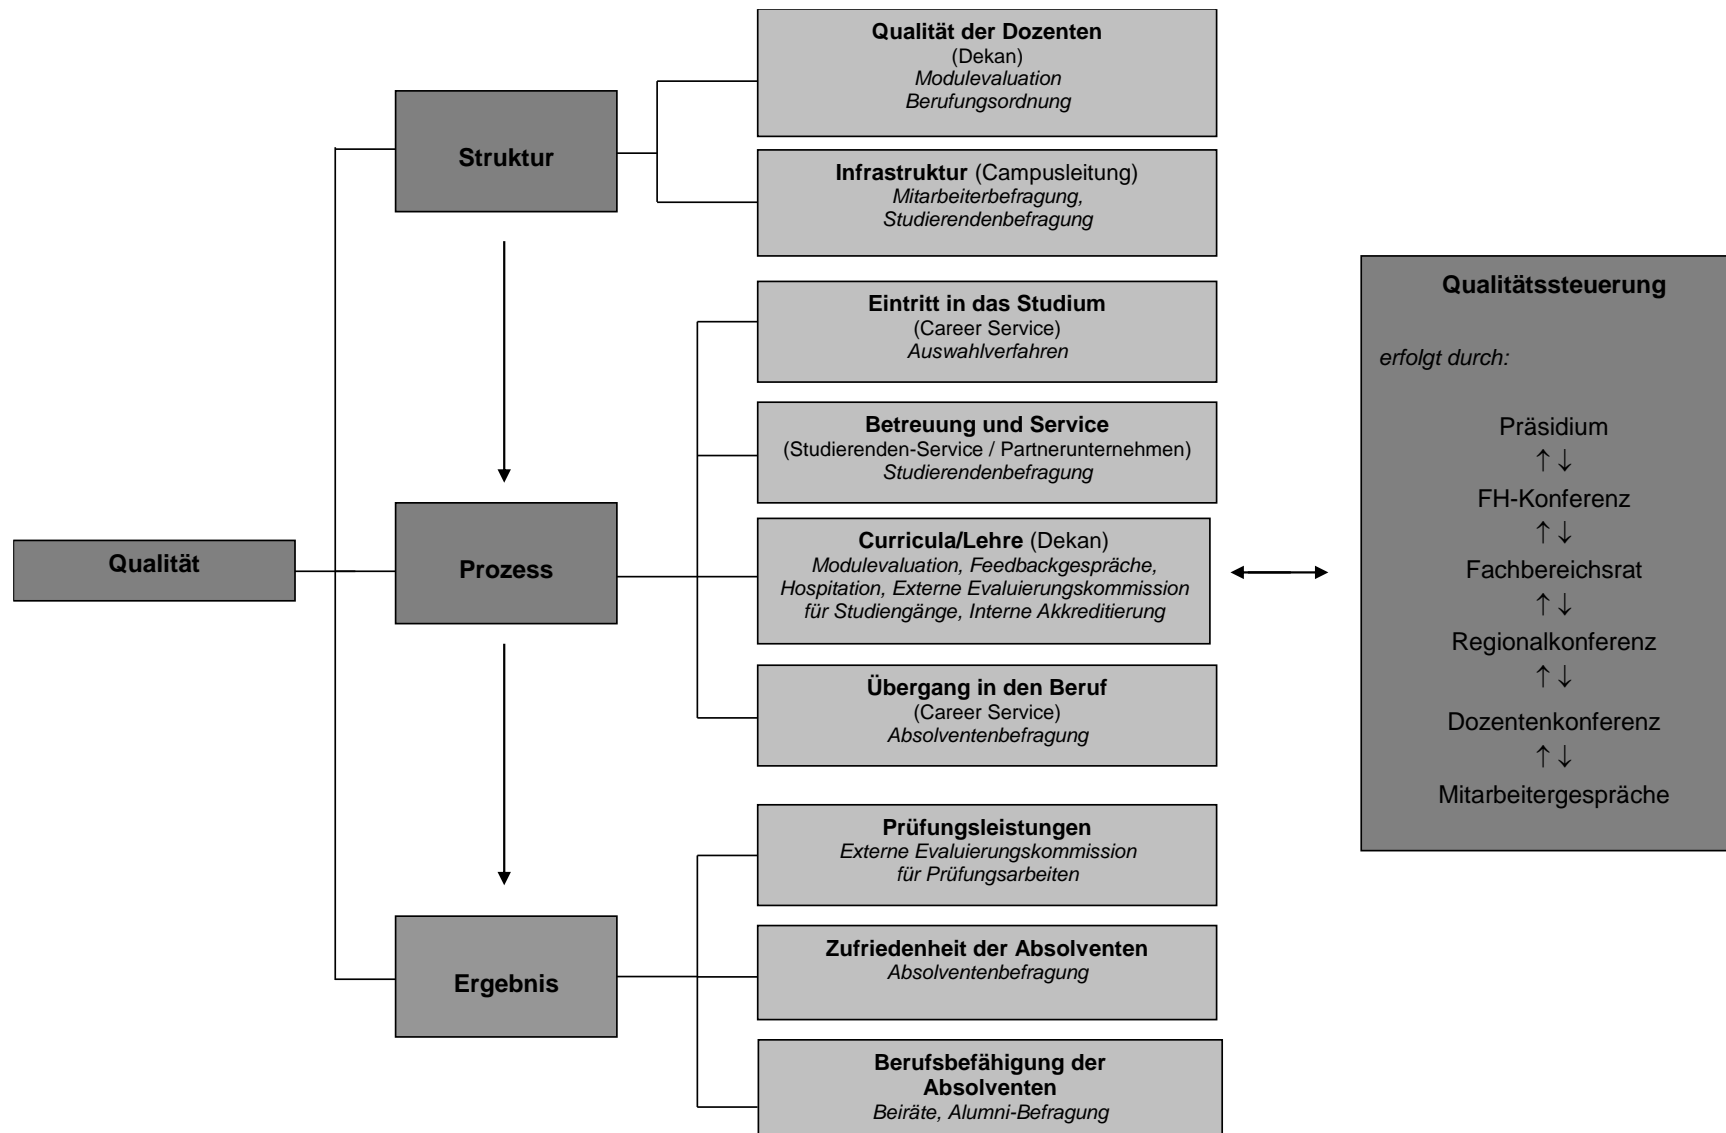 Qualität der Dozenten
(Dekan)
Modulevaluation
Berufungsordnung
Struktur
Infrastruktur (Campusleitung)
Mitarbeiterbefragung,
Studierendenbefragung
Eintritt in das Studium
(Career Service)
Auswahlverfahren
Betreuung und Service
(Studierenden-Service / Partnerunternehmen)
Studierendenbefragung
Qualität
Prozess
Curricula/Lehre (Dekan)
Modulevaluation, Feedbackgespräche,
Hospitation, Externe Evaluierungskommission
für Studiengänge, Interne Akkreditierung
Übergang in den Beruf
(Career Service)
Absolventenbefragung
Prüfungsleistungen
Externe Evaluierungskommission
für Prüfungsarbeiten
Ergebnis
Zufriedenheit der Absolventen
Absolventenbefragung
Berufsbefähigung der
Absolventen
Beiräte, Alumni-Befragung
Qualitätssteuerung
erfolgt durch:
Präsidium
↑↓
FH-Konferenz
↑↓
Fachbereichsrat
↑↓
Regionalkonferenz
↑↓
Dozentenkonferenz
↑↓
Mitarbeitergespräche